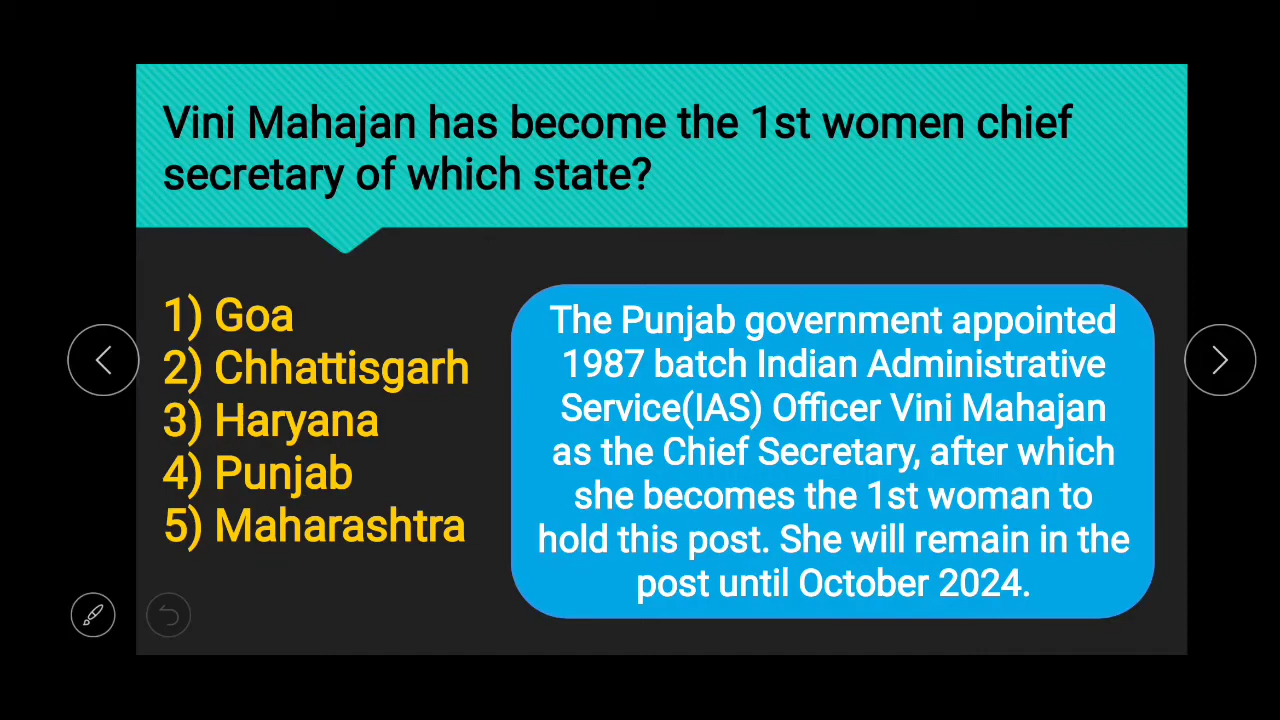 Vini Mahajan has become the 1st women chief
secretary of which state?
1) Goa
2) Chhattisgarh
3) Haryana
4) Punjab
5) Maharashtra
The Punjab government appointed
1987 batch Indian Administrative
Service(IAS) Officer Vini Mahajan
as the Chief Secretary, after which
she becomes the 1st woman to
hold this post. She will remain in the
post until October 2024.